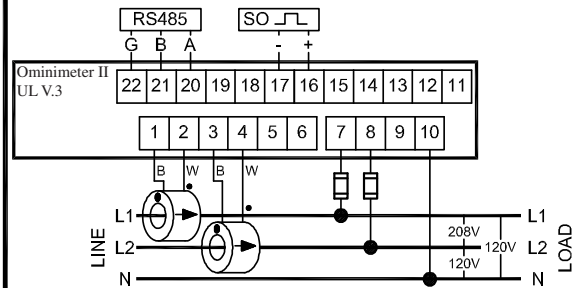 RS485
SO
G B A
- +
Ominimeter II
UL V.3
22 21 20 19 18 17 16 15 14 13 12 11
1 2 3 4 5 6 7 8 9 10
B W B W
L1 L1
208V
LINE
L2 120V L2
LOAD
120V
N N